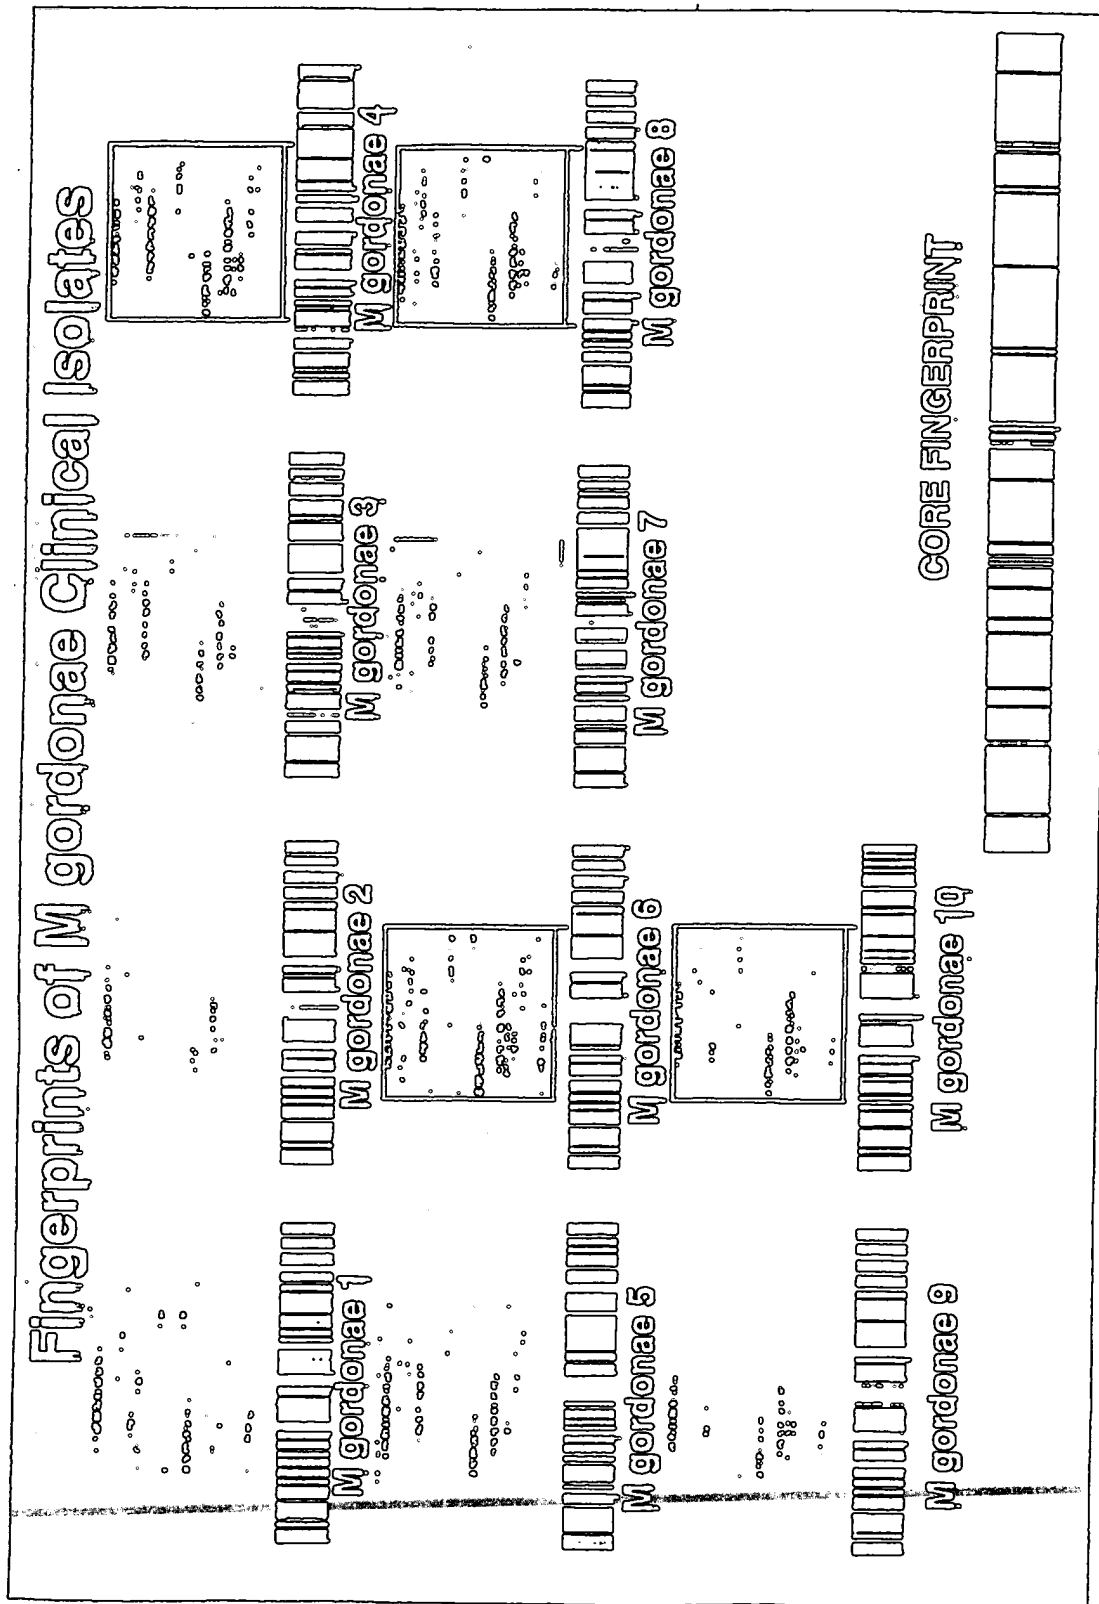 Fingerprints of M gordonae Clinical Isolates
M gordonae 1
M gordonae 2
M gordonae 3
M gordonae 4
M gordonae 5
M gordonae 6
M gordonae 7
M gordonae 8
M gordonae 9
M gordonae 10
CORE FINGERPRINT